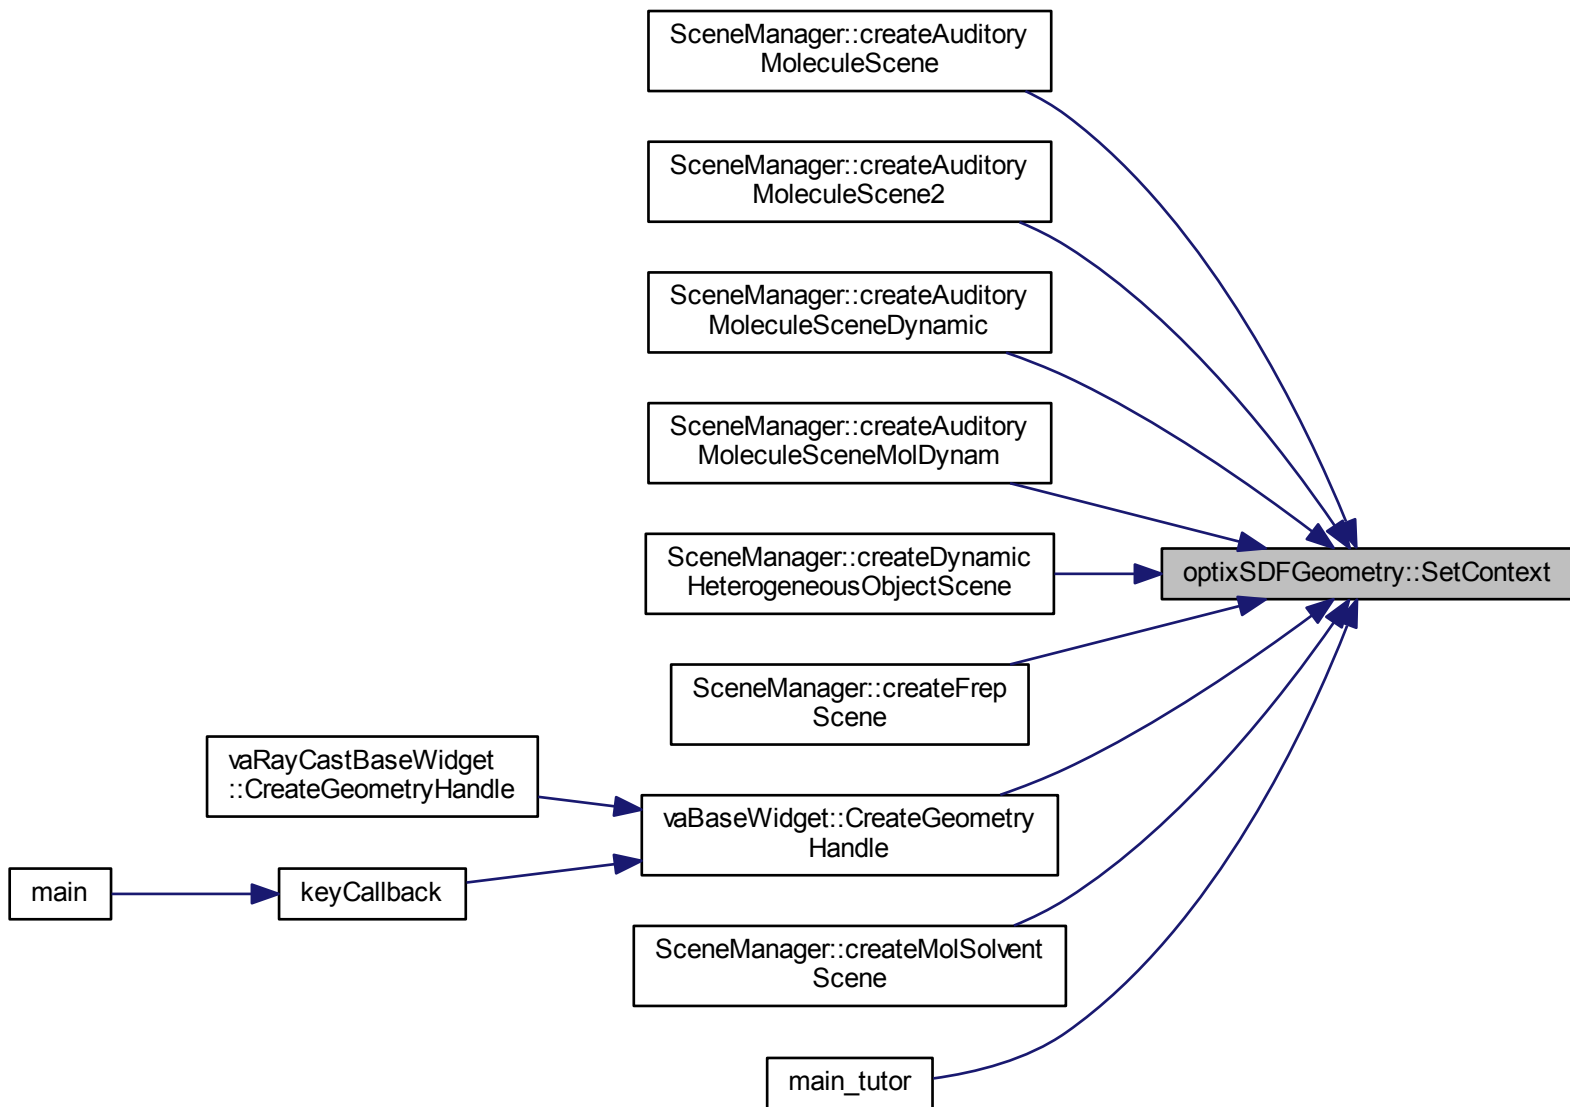 SceneManager::createAuditory
MoleculeScene
SceneManager::createAuditory
MoleculeScene2
SceneManager::createAuditory
MoleculeSceneDynamic
SceneManager::createAuditory
MoleculeSceneMolDynam
SceneManager::createDynamic
HeterogeneousObjectScene
optixSDFGeometry::SetContext
SceneManager::createFrep
Scene
vaRayCastBaseWidget
::CreateGeometryHandle
vaBaseWidget::CreateGeometry
Handle
main
keyCallback
SceneManager::createMolSolvent
Scene
main_tutor